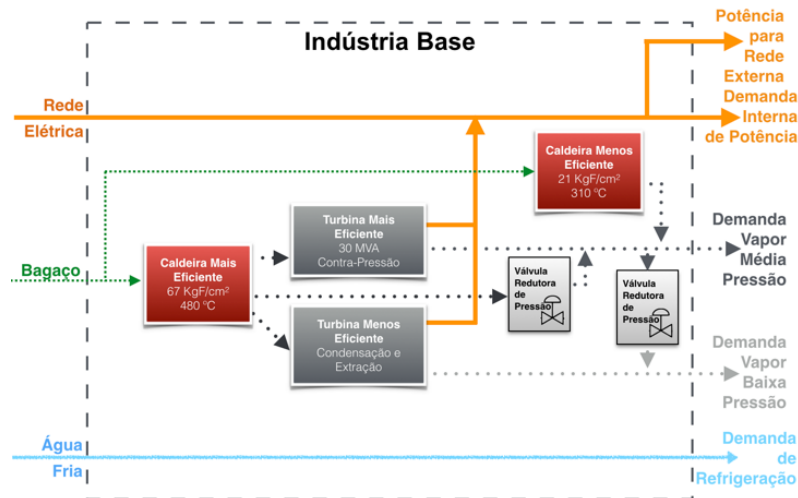 Indústria Base
Potência
para
Rede
Externa
Demanda
Interna
de Potência
Rede
Elétrica
Caldeira Menos
Eficiente
21 KgF/cm²
310 ºC
Turbina Mais
Eficiente
30 MVA
Contra-Pressão
Demanda
Vapor
Média
Pressão
Bagaço
Caldeira Mais
Eficiente
67 KgF/cm²
480 ºC
Válvula
Redutora
de
Pressão
Válvula
Redutora
de
Pressão
Turbina Menos
Eficiente
Condensação e
Extração
Demanda
Vapor
Baixa
Pressão
Água
Fria
Demanda
de
Refrigeração